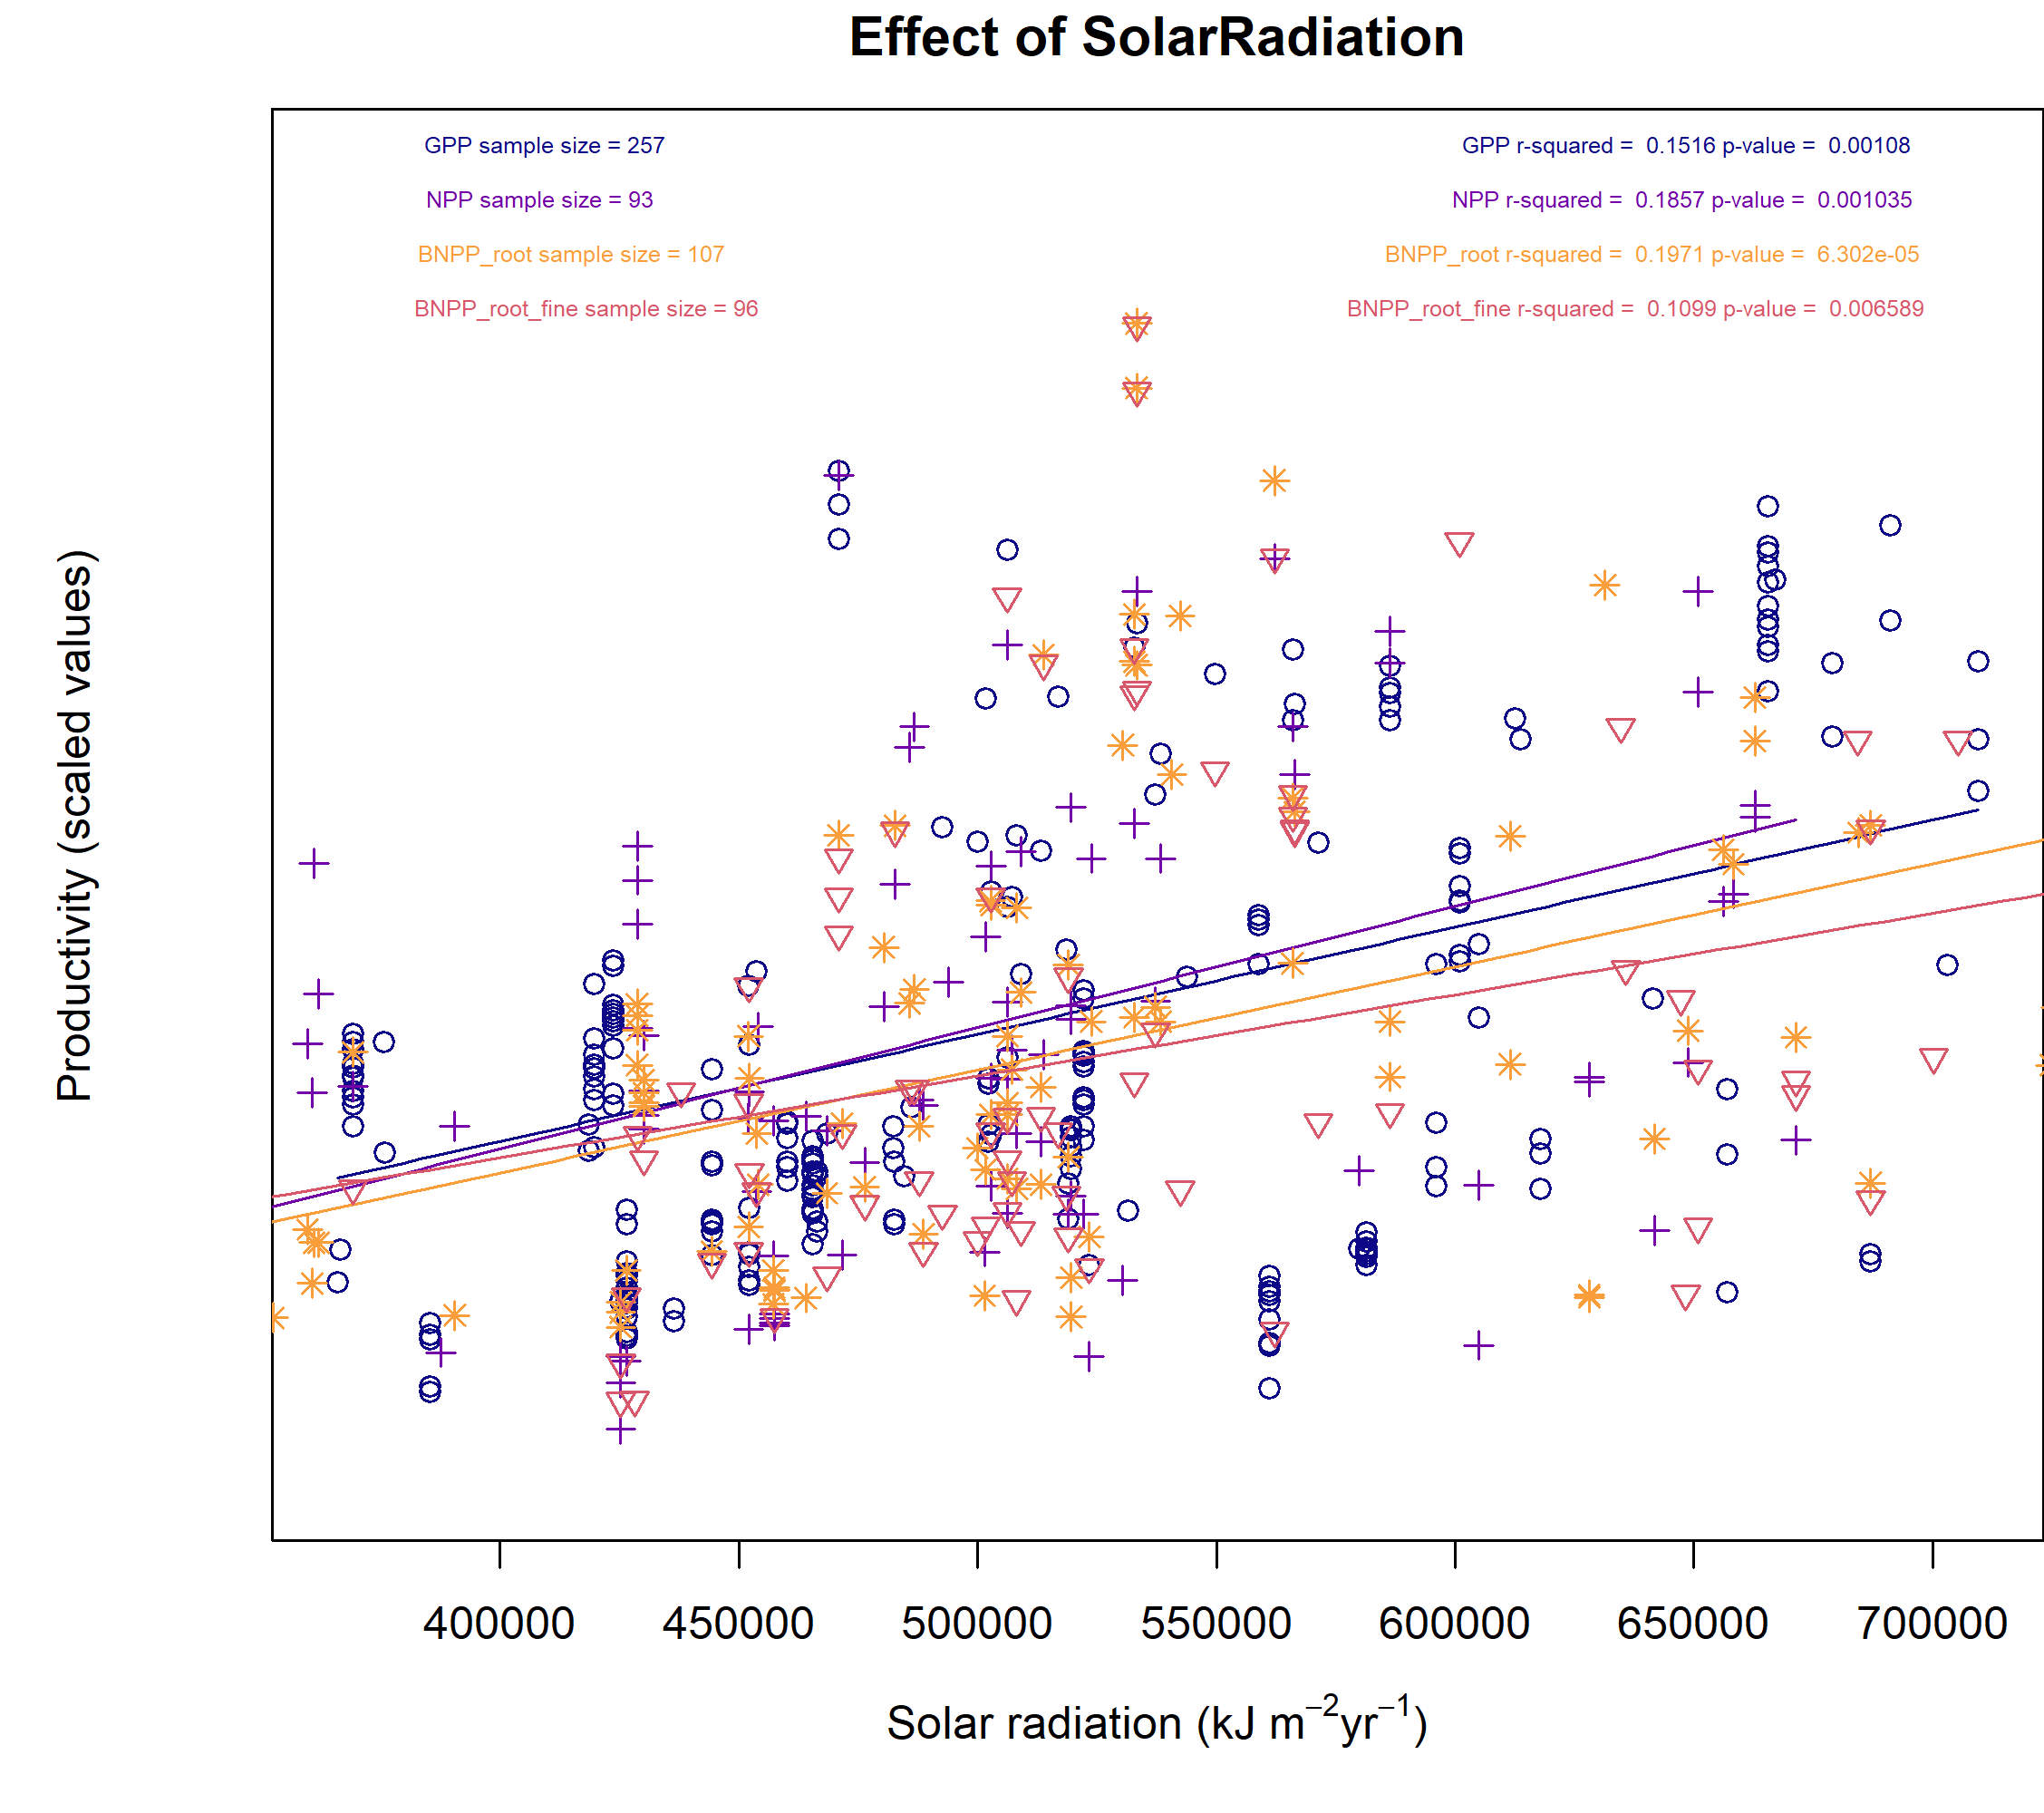 Effect of SolarRadiation
GPP sample size = 257
GPP r-squared = 0.1516 p-value = 0.00108
NPP sample size = 93
NPP r-squared = 0.1857 p-value = 0.001035
BNPP_root sample size = 107
BNPP_root r-squared = 0.1971 p-value = 6.302e-05
BNPP_root_fine sample size = 96
BNPP_root_fine r-squared = 0.1099 p-value = 0.006589
Productivity (scaled values)
400000 450000 500000 550000 600000 650000 700000
Solar radiation (kJ m⁻²yr⁻¹)